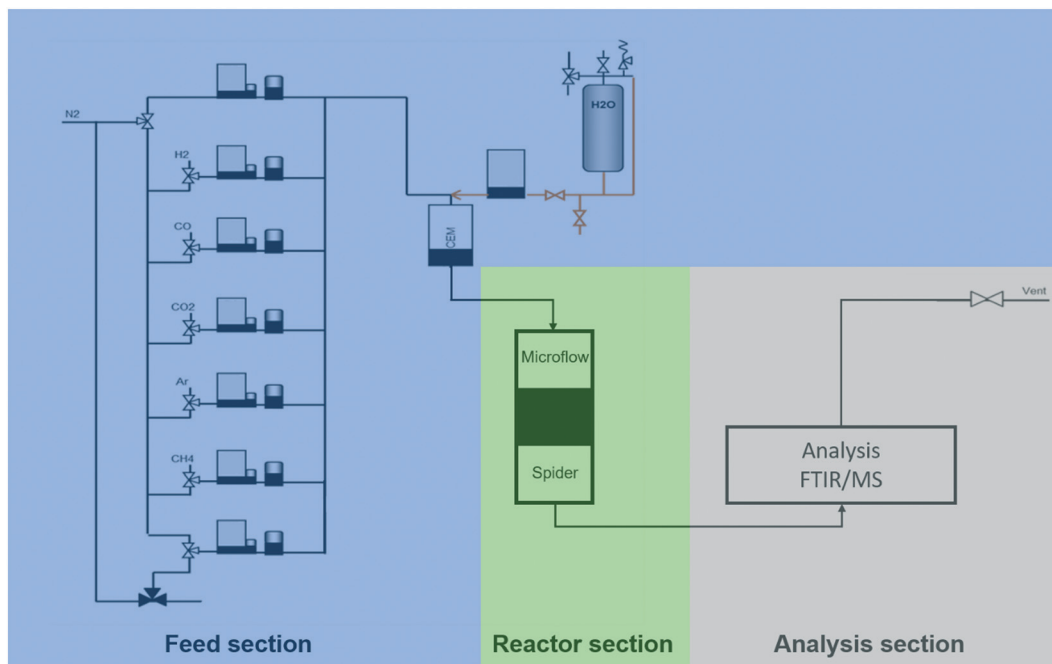 N2
H2
CO
CO2
Ar
CH4
H2O
CEM
Microflow
Spider
Analysis
FTIR/MS
Vent
Feed section
Reactor section
Analysis section